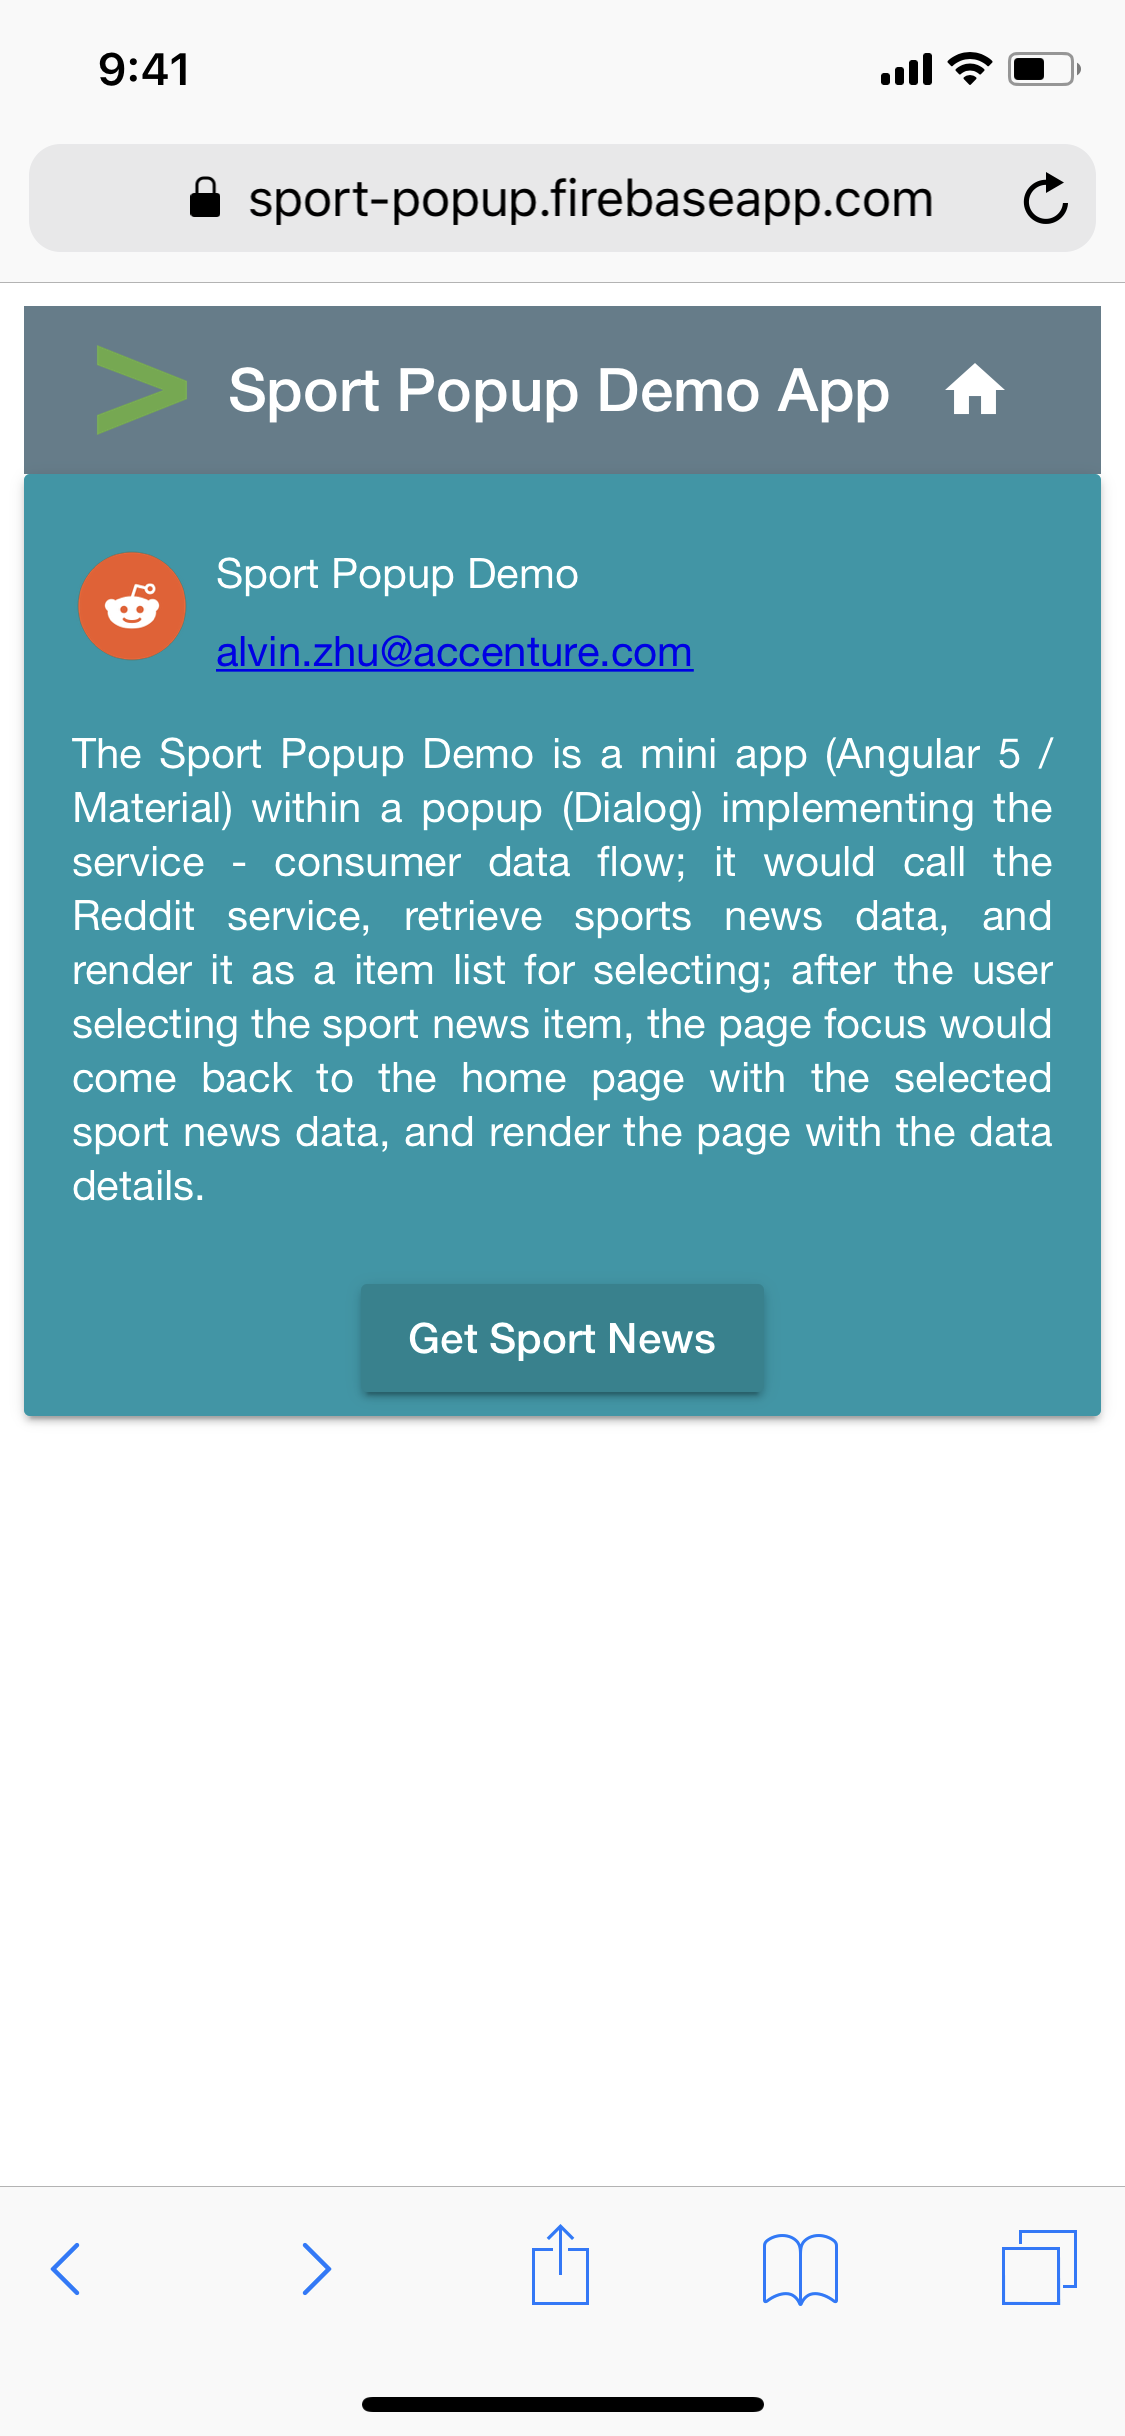 9:41
sport-popup.firebaseapp.com
> Sport Popup Demo App
Sport Popup Demo
alvin.zhu@accenture.com
The Sport Popup Demo is a mini app (Angular 5 /
Material) within a popup (Dialog) implementing the
service - consumer data flow; it would call the
Reddit service, retrieve sports news data, and
render it as a item list for selecting; after the user
selecting the sport news item, the page focus would
come back to the home page with the selected
sport news data, and render the page with the data
details.
Get Sport News